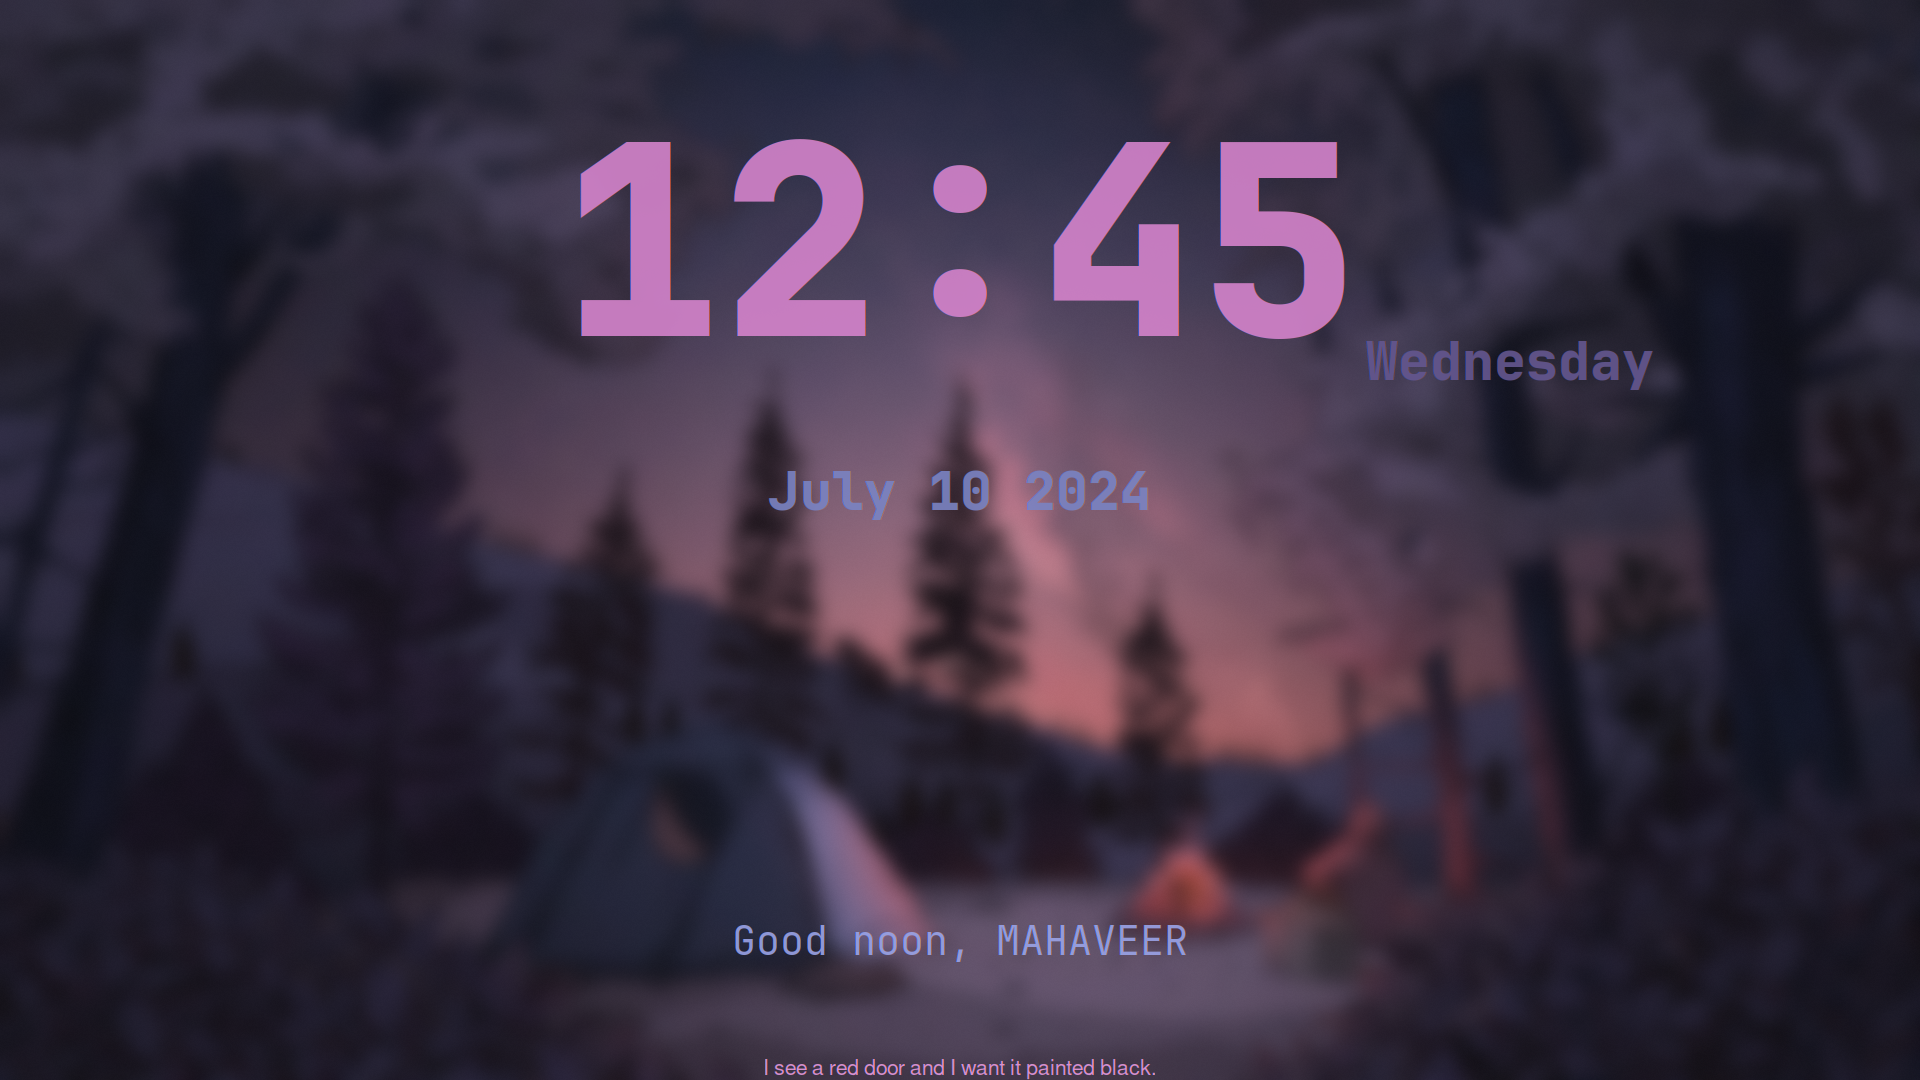 12:45
Wednesday
July 10 2024
Good noon, MAHAVEER
I see a red door and I want it painted black.